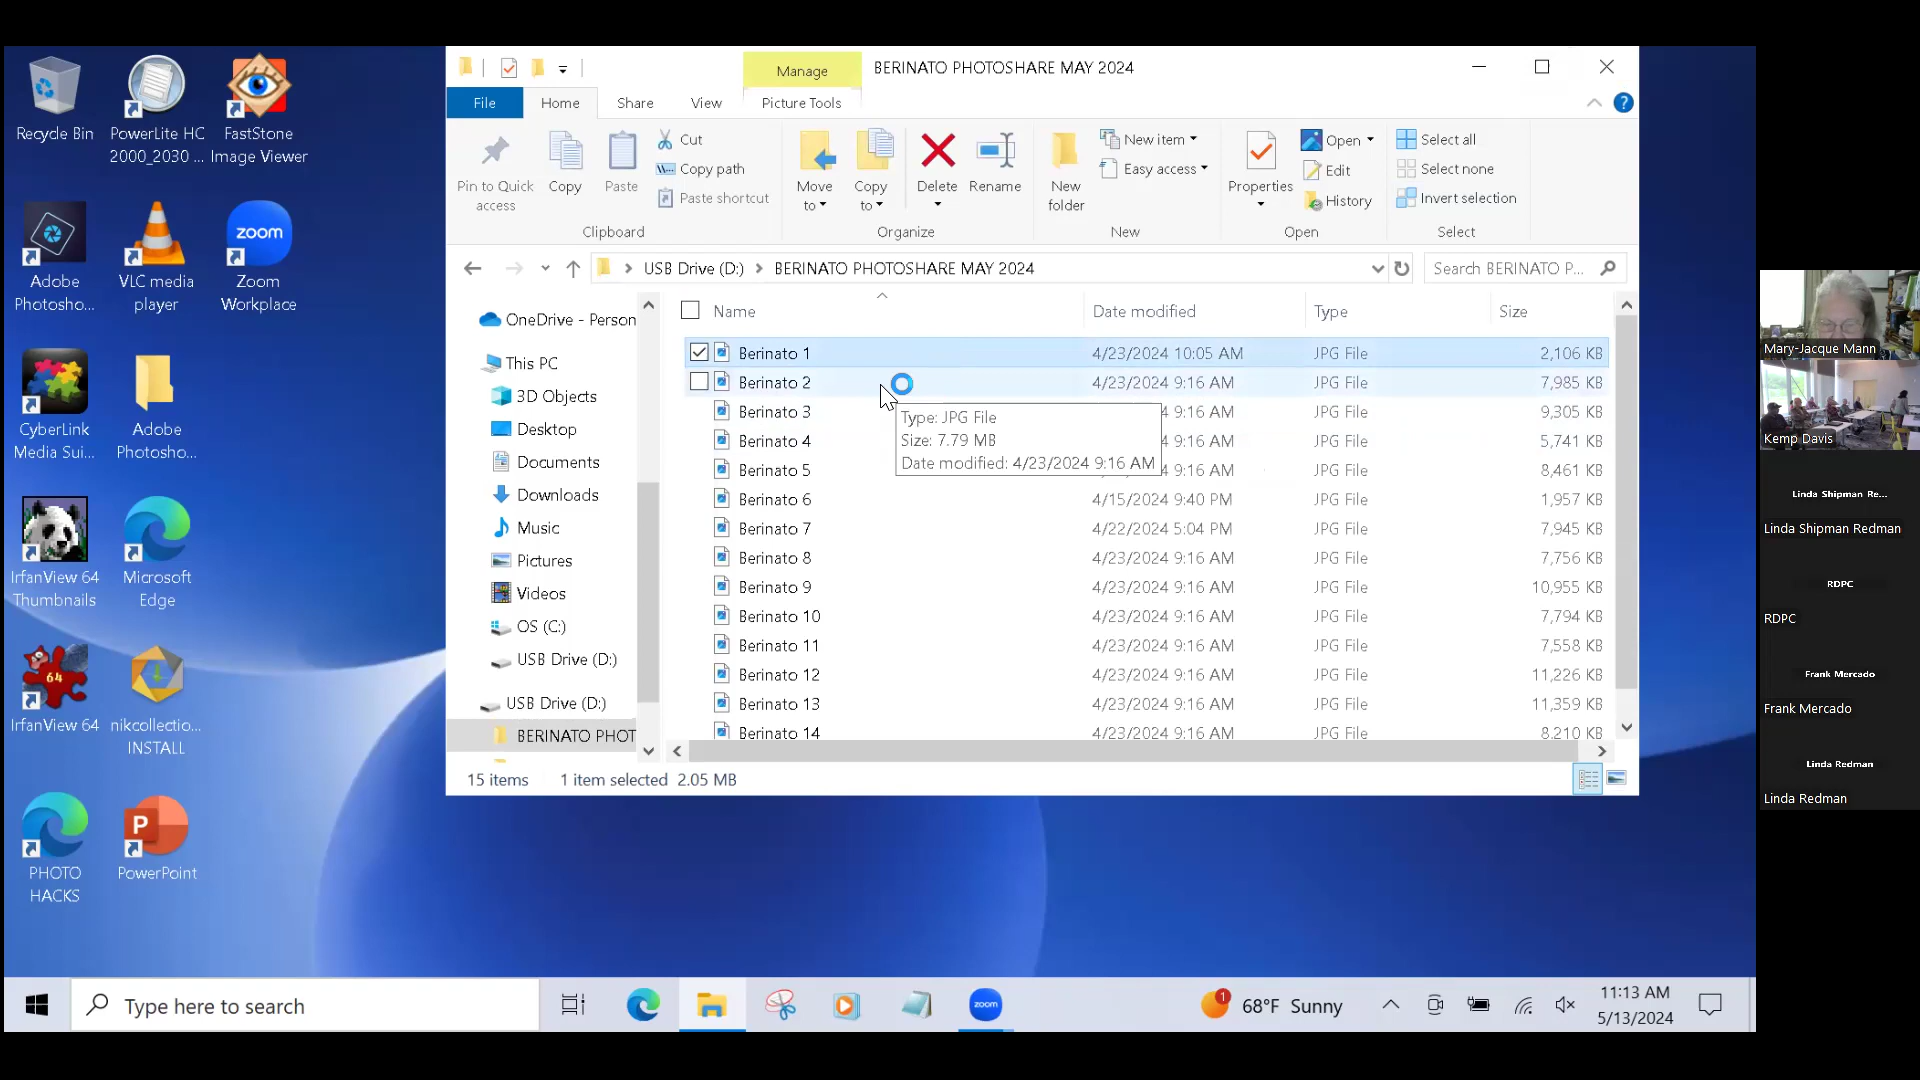 Recycle Bin
PowerLite HC
2000_2030 ...
FastStone
Image Viewer
Adobe
Photosho...
VLC media
player
zoom
Zoom
Workplace
CyberLink
Media Sui...
Adobe
Photosho...
IrfanView 64
Thumbnails
Microsoft
Edge
64
IrfanView 64
nikcollectio...
INSTALL
PHOTO
HACKS
P
PowerPoint
Manage
BERINATO PHOTOSHARE MAY 2024
File
Home
Share
View
Picture Tools
?
Pin to Quick
access
Copy
Paste
Cut
Copy path
Paste shortcut
Clipboard
Move
to
Copy
to
Delete
Rename
Organize
New
folder
New item
Easy access
New
Properties
Open
Edit
History
Open
Select all
Select none
Invert selection
Select
USB Drive (D:)
BERINATO PHOTOSHARE MAY 2024
Search BERINATO P...
OneDrive - Person
This PC
3D Objects
Desktop
Documents
Downloads
Music
Pictures
Videos
OS (C:)
USB Drive (D:)
USB Drive (D:)
BERINATO PHOT
Name Date modified Type Size
Berinato 1 4/23/2024 10:05 AM JPG File 2,106 KB
Berinato 2 4/23/2024 9:16 AM JPG File 7,985 KB
Berinato 3 4 9:16 AM JPG File 9,305 KB
Berinato 4 4 9:16 AM JPG File 5,741 KB
Berinato 5 4 9:16 AM JPG File 8,461 KB
Type: JPG File
Size: 7.79 MB
Date modified: 4/23/2024 9:16 AM
Berinato 6 4/15/2024 9:40 PM JPG File 1,957 KB
Berinato 7 4/22/2024 5:04 PM JPG File 7,945 KB
Berinato 8 4/23/2024 9:16 AM JPG File 7,756 KB
Berinato 9 4/23/2024 9:16 AM JPG File 10,955 KB
Berinato 10 4/23/2024 9:16 AM JPG File 7,794 KB
Berinato 11 4/23/2024 9:16 AM JPG File 7,558 KB
Berinato 12 4/23/2024 9:16 AM JPG File 11,226 KB
Berinato 13 4/23/2024 9:16 AM JPG File 11,359 KB
Berinato 14 4/23/2024 9:16 AM JPG File 8,210 KB
15 items 1 item selected 2.05 MB
Mary-Jacque Mann
Kemp Davis
Linda Shipman Re...
Linda Shipman Redman
RDPC
RDPC
Frank Mercado
Frank Mercado
Linda Redman
Linda Redman
Type here to search
zoom
1
68°F Sunny
11:13 AM
5/13/2024